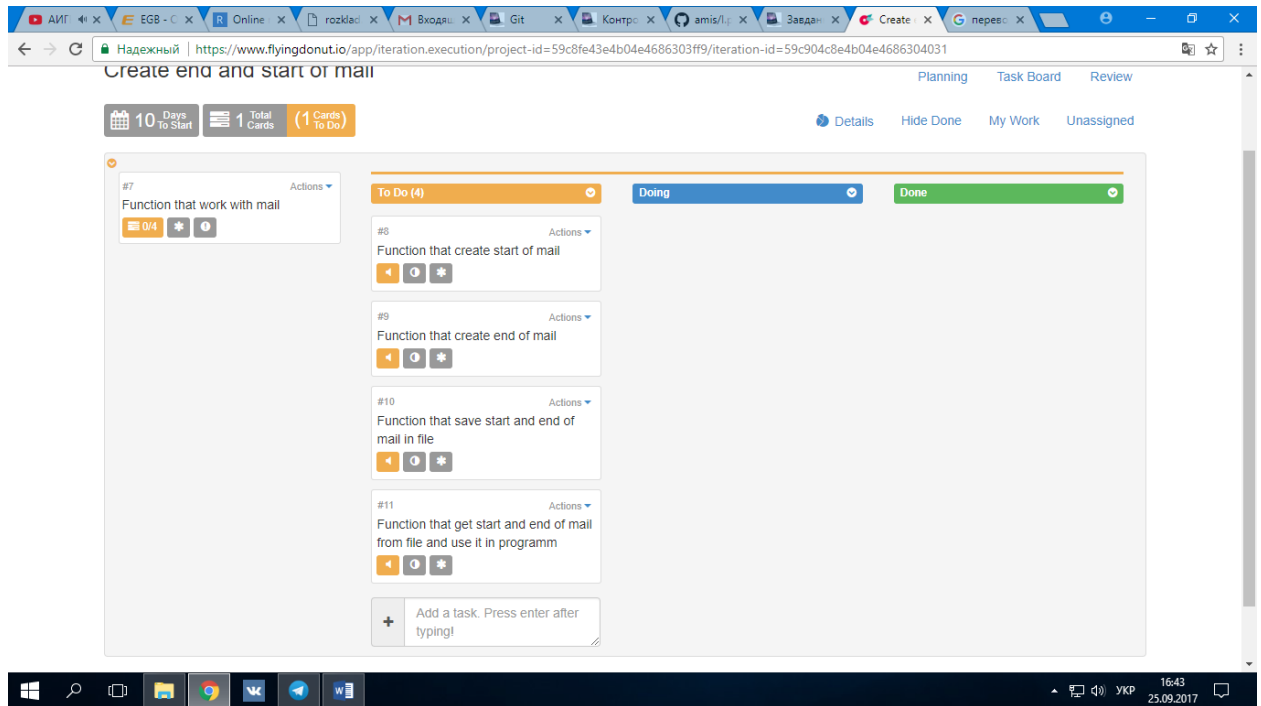 АИГ
EGB - C
Online
rozklad
Входящ
Git
Контро
amis/l.p
Завдан
Create
перево
Надежный | https://www.flyingdonut.io/app/iteration.execution/project-id=59c8fe43e4b04e4686303ff9/iteration-id=59c904c8e4b04e4686304031
Create end and start of mail
Planning Task Board Review
10 Days To Start 1 Total Cards (1 Cards To Do)
Details Hide Done My Work Unassigned
#7 Actions
Function that work with mail
0/4
To Do (4)
Doing
Done
#8 Actions
Function that create start of mail
#9 Actions
Function that create end of mail
#10 Actions
Function that save start and end of
mail in file
#11 Actions
Function that get start and end of mail
from file and use it in programm
Add a task. Press enter after
typing!
УКР
16:43
25.09.2017